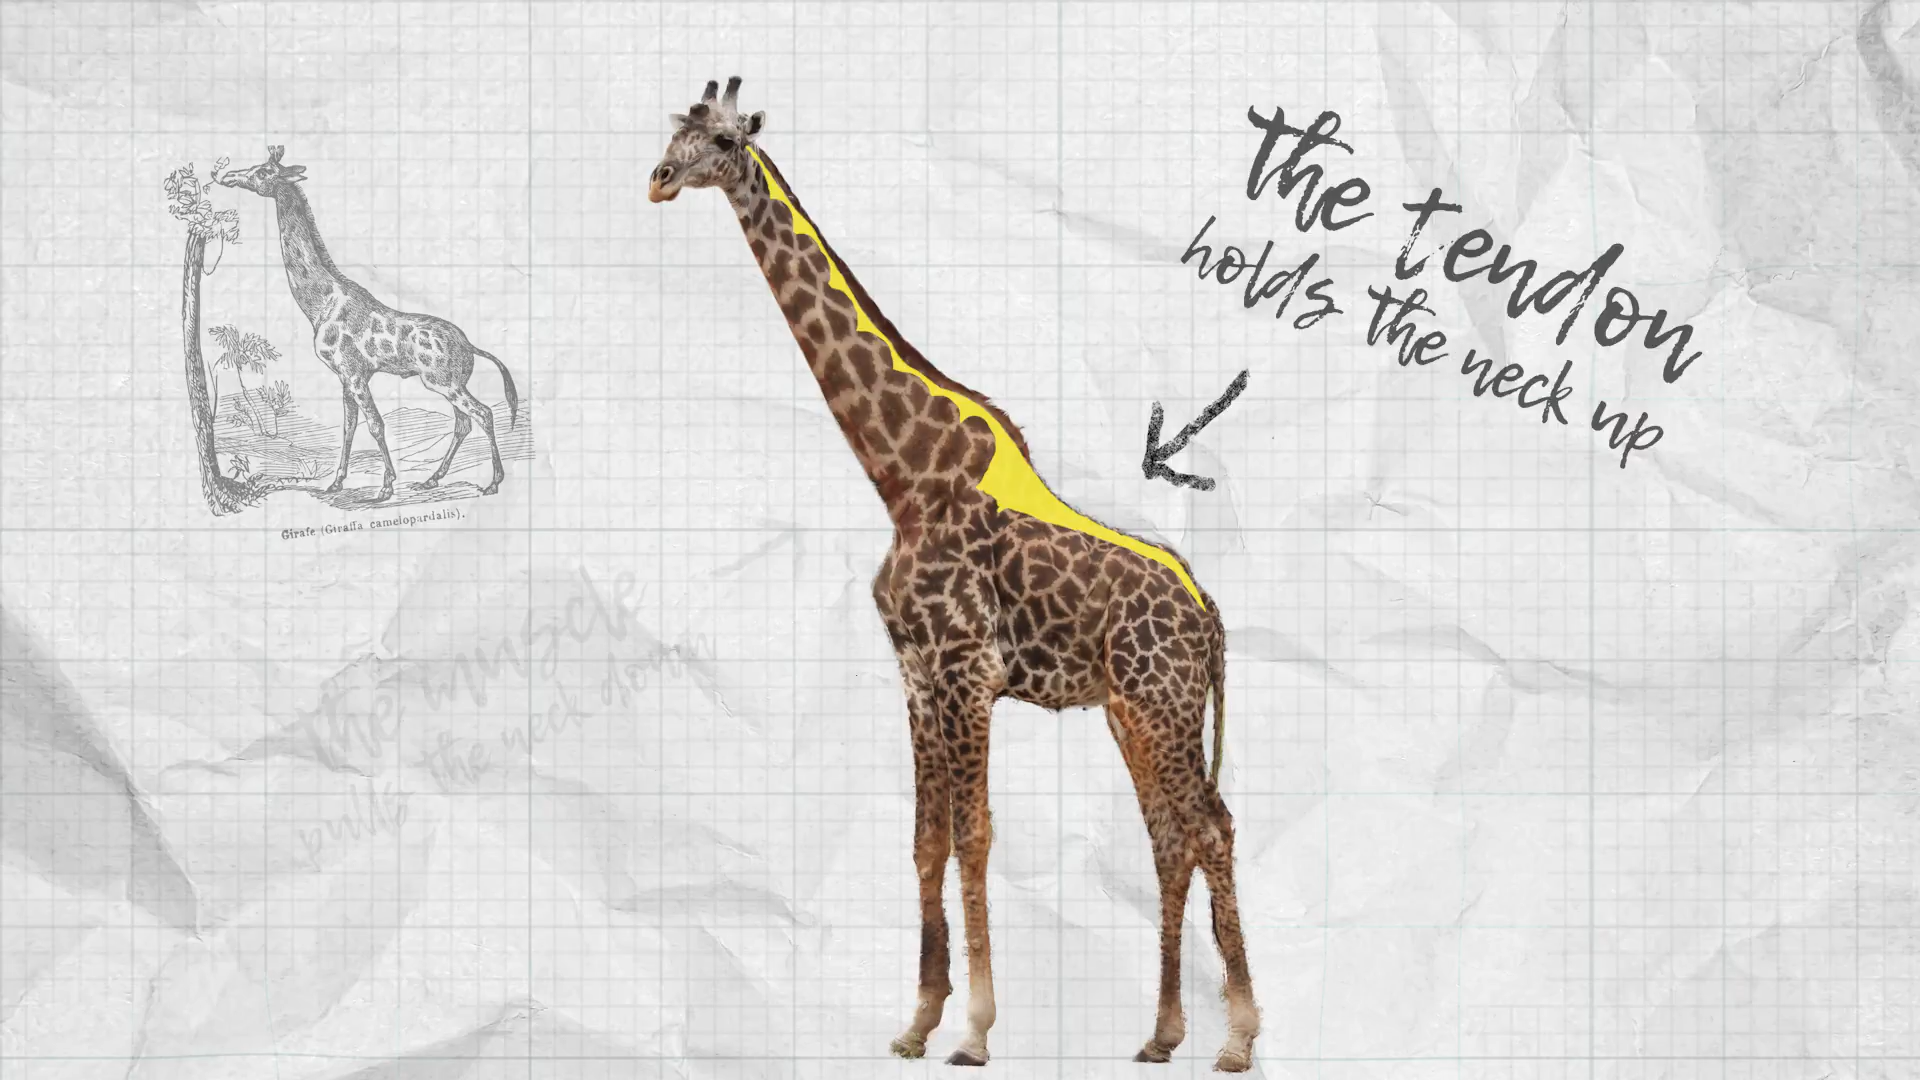 the tendon
holds the neck up
Girafe (Giraffa camelopardalis).
the muscle
pulls the neck down